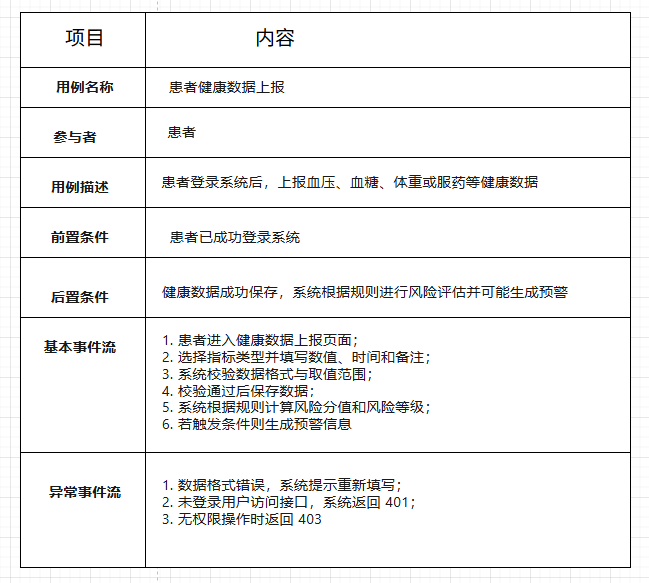 项目 内容
用例名称 患者健康数据上报
参与者 患者
用例描述 患者登录系统后，上报血压、血糖、体重或服药等健康数据
前置条件 患者已成功登录系统
后置条件 健康数据成功保存，系统根据规则进行风险评估并可能生成预警
基本事件流
1. 患者进入健康数据上报页面；
2. 选择指标类型并填写数值、时间和备注；
3. 系统校验数据格式与取值范围；
4. 校验通过后保存数据；
5. 系统根据规则计算风险分值和风险等级；
6. 若触发条件则生成预警信息
异常事件流
1. 数据格式错误，系统提示重新填写；
2. 未登录用户访问接口，系统返回 401；
3. 无权限操作时返回 403